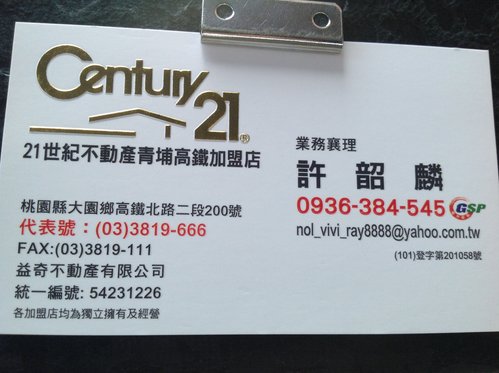 Century 21®
21世紀不動產青埔高鐵加盟店
桃園縣大園鄉高鐵北路二段200號
代表號：(03)3819-666
FAX:(03)3819-111
益奇不動產有限公司
統一編號: 54231226
各加盟店均為獨立擁有及經營
業務襄理
許 韶 麟
0936-384-545 GSP
nol_vivi_ray8888@yahoo.com.tw
(101)登字第201058號